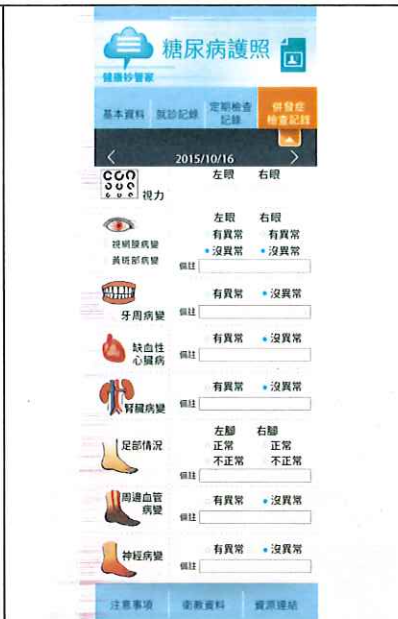 糖尿病護照
健康妙管家
基本資料 就診記錄 定期檢查記錄 併發症檢查記錄
2015/10/16
左眼 右眼
視力
左眼 右眼
有異常 有異常
視網膜病變
沒異常 沒異常
黃斑部病變
備註
有異常 沒異常
牙周病變
備註
有異常 沒異常
缺血性
心臟病
備註
有異常 沒異常
腎臟病變
備註
左腳 右腳
足部情況
正常 正常
不正常 不正常
備註
周邊血管
病變
有異常 沒異常
備註
有異常 沒異常
神經病變
備註
注意事項 衛教資料 資源連結